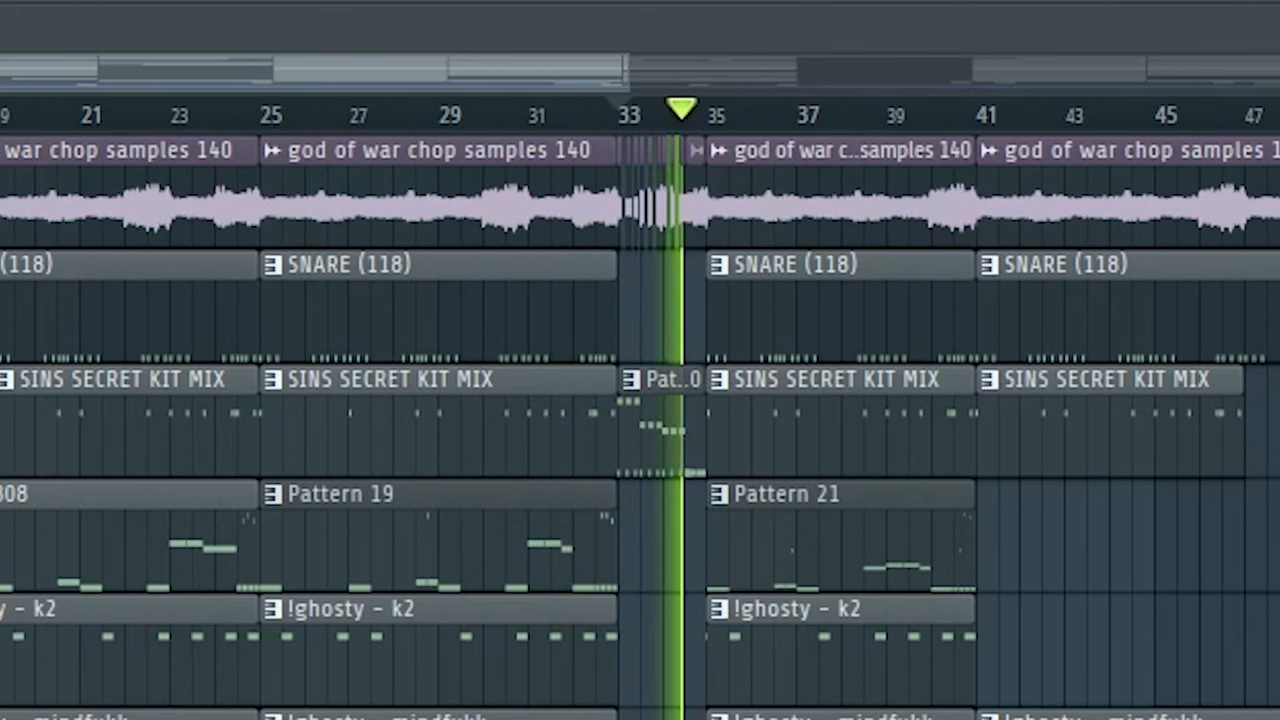 9 21 23 25 27 29 31 33 35 37 39 41 43 45 47
war chop samples 140 god of war chop samples 140 god of war c...samples 140 god of war chop samples 1
(118) SNARE (118) SNARE (118) SNARE (118)
SINS SECRET KIT MIX SINS SECRET KIT MIX Pat..0 SINS SECRET KIT MIX SINS SECRET KIT MIX
808 Pattern 19 Pattern 21
y - k2 !ghosty - k2 !ghosty - k2